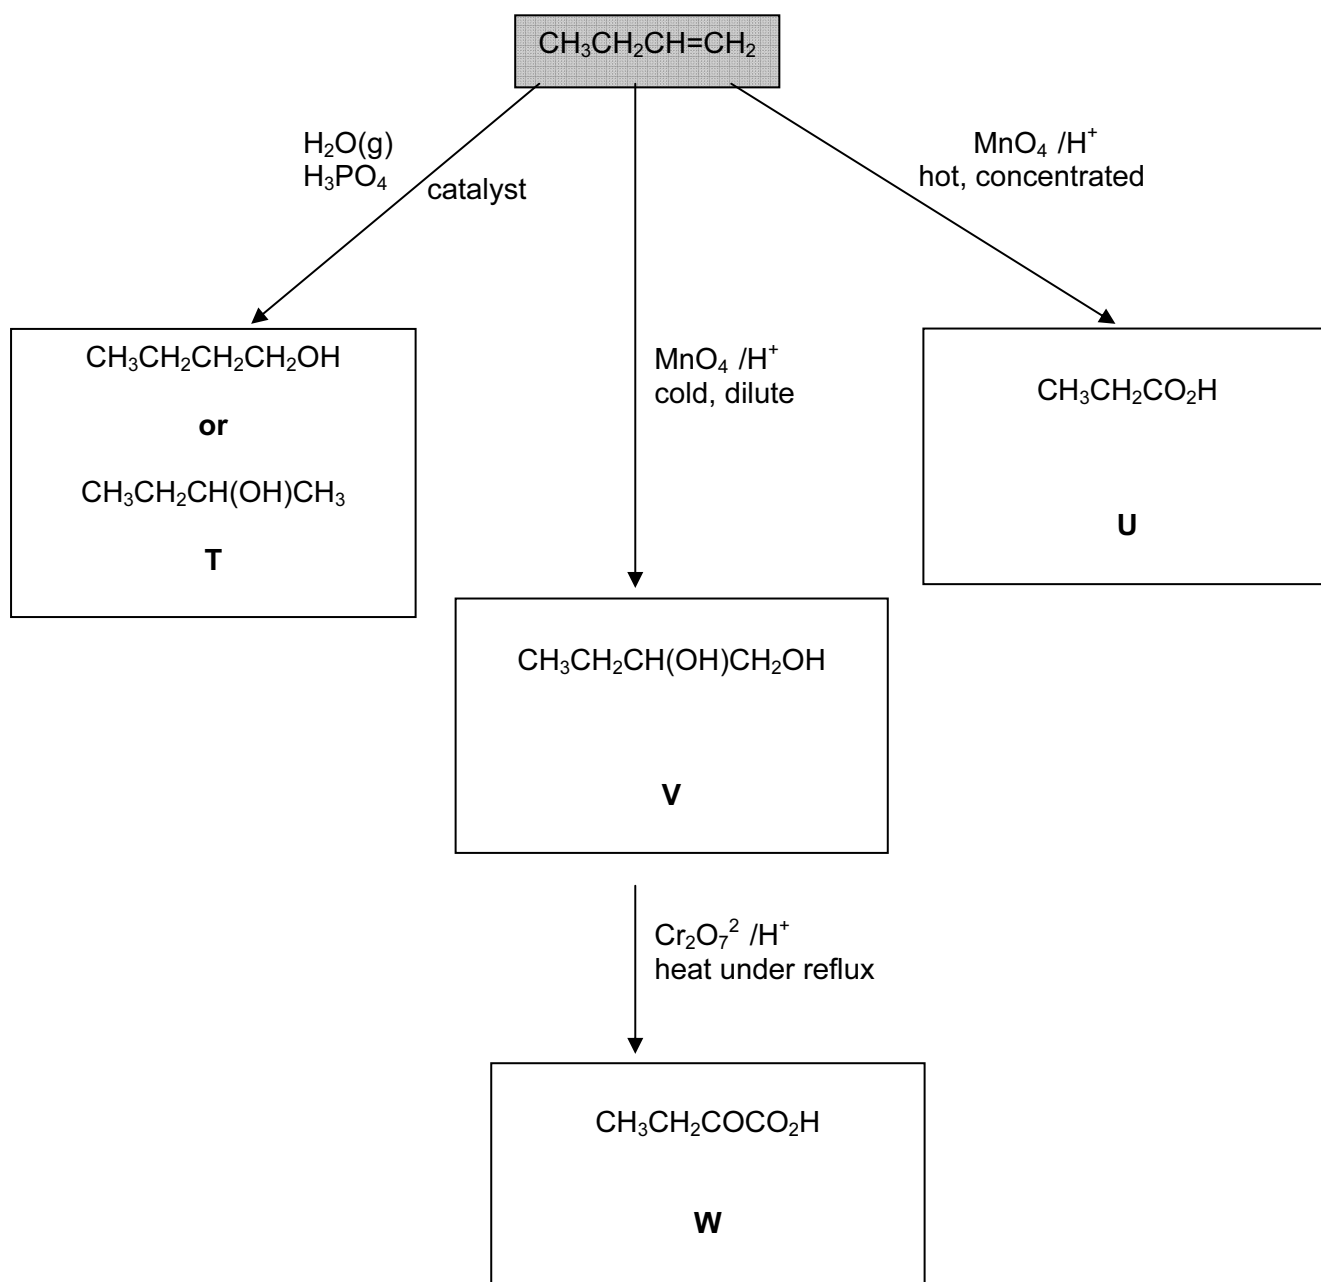 CH₃CH₂CH=CH₂
H₂O(g)
H₃PO₄ catalyst
MnO₄ /H⁺
hot, concentrated
CH₃CH₂CH₂CH₂OH
or
CH₃CH₂CH(OH)CH₃
T
MnO₄ /H⁺
cold, dilute
CH₃CH₂CO₂H
U
CH₃CH₂CH(OH)CH₂OH
V
Cr₂O₇² /H⁺
heat under reflux
CH₃CH₂COCO₂H
W